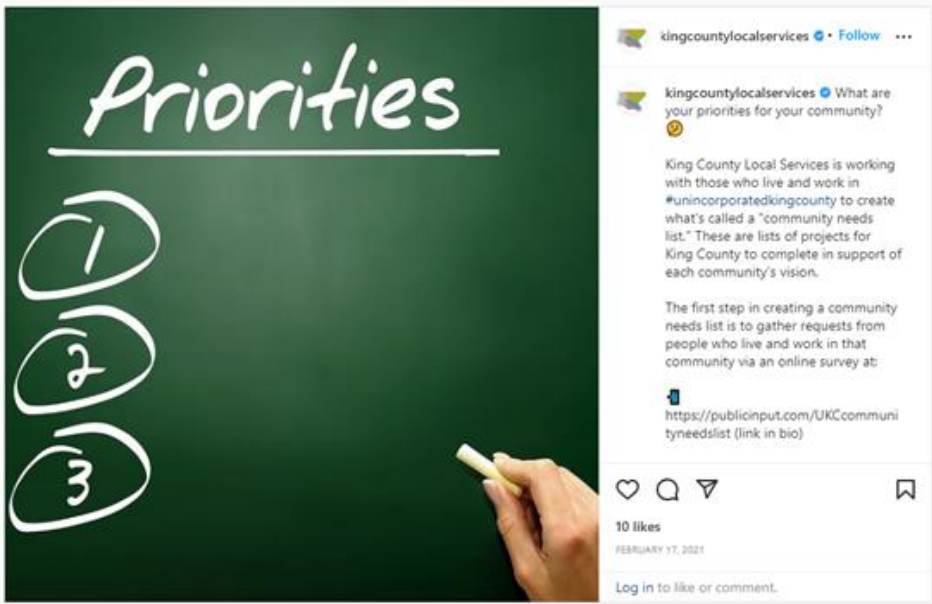 Priorities
1
2
3
kingcountylocalservices • Follow
kingcountylocalservices What are
your priorities for your community?
King County Local Services is working
with those who live and work in
#unincorporatedkingcounty to create
what's called a "community needs
list." These are lists of projects for
King County to complete in support of
each community's vision.
The first step in creating a community
needs list is to gather requests from
people who live and work in that
community via an online survey at:
https://publicinput.com/UKCcommuni
tyneedslist (link in bio)
10 likes
FEBRUARY 17, 2021
Log in to like or comment.